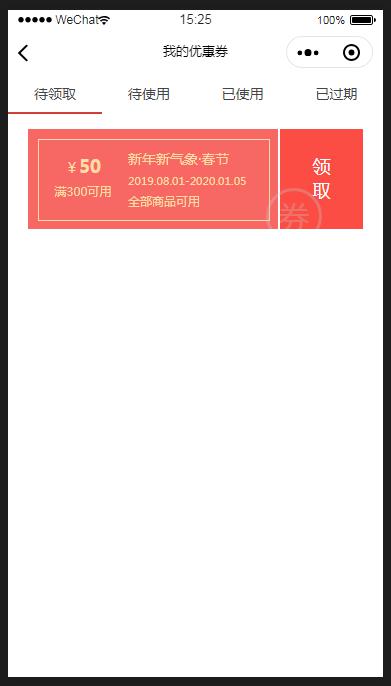 ●●●●● WeChat 15:25 100%
我的优惠券
待领取 待使用 已使用 已过期
¥ 50 新年新气象·春节
满300可用 2019.08.01-2020.01.05
全部商品可用
领
取
券